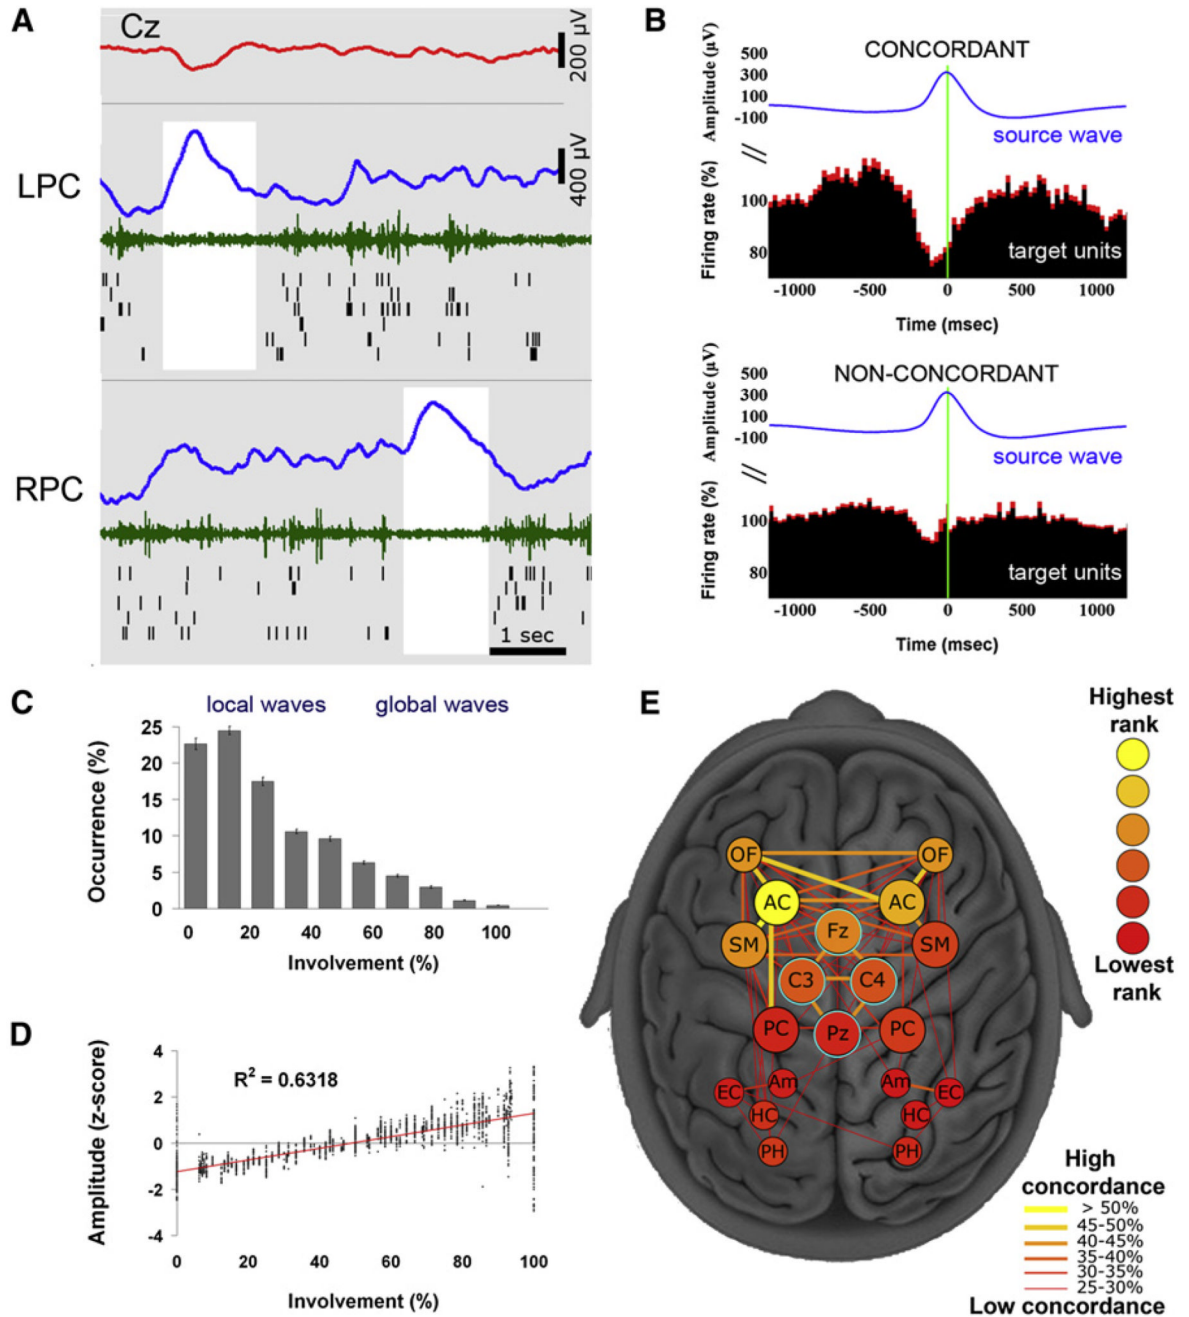 A
Cz
200 µV
LPC
400 µV
RPC
1 sec
B
CONCORDANT
Amplitude (µV)
500
300
100
-100
source wave
Firing rate (%)
100
80
target units
-1000 -500 0 500 1000
Time (msec)
NON-CONCORDANT
Amplitude (µV)
500
300
100
-100
source wave
Firing rate (%)
100
80
target units
-1000 -500 0 500 1000
Time (msec)
C
local waves global waves
Occurrence (%)
25
20
15
10
5
0
0 20 40 60 80 100
Involvement (%)
D
Amplitude (z-score)
4
2
0
-2
-4
R² = 0.6318
0 20 40 60 80 100
Involvement (%)
E
Highest
rank
Lowest
rank
OF OF
AC AC
Fz
SM SM
C3 C4
PC Pz PC
Am Am
EC EC
HC HC
PH PH
High
concordance
> 50%
45-50%
40-45%
35-40%
30-35%
25-30%
Low concordance